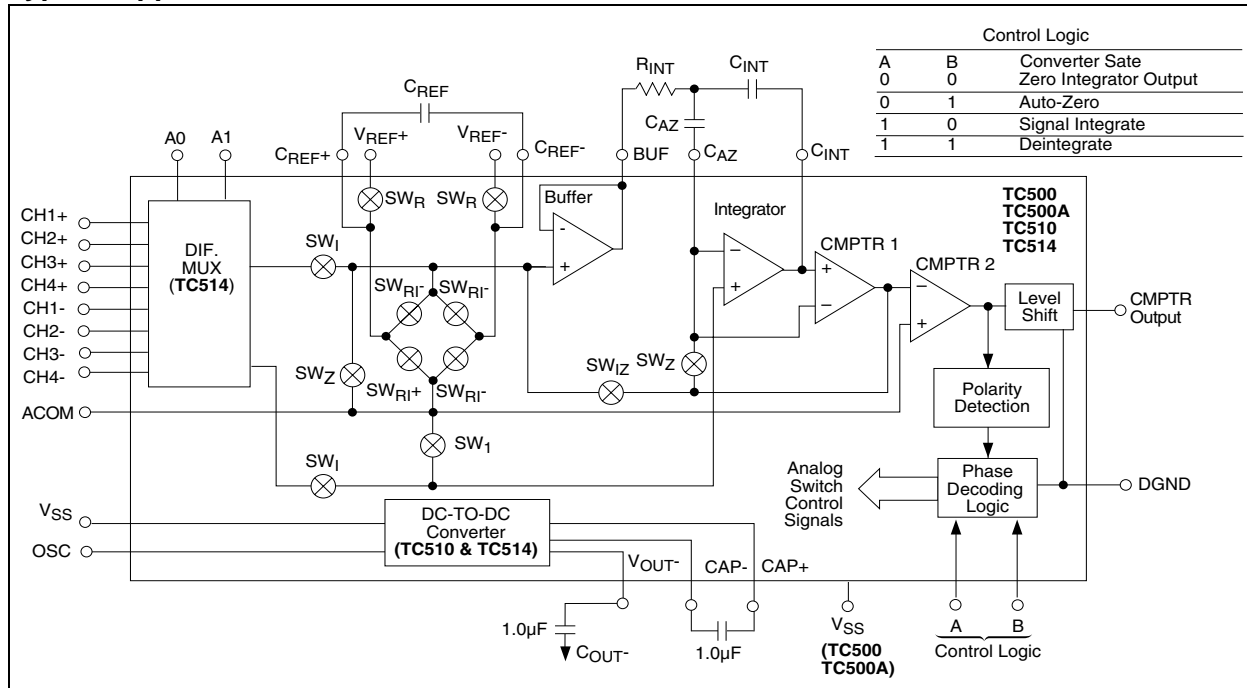 Control Logic
A B Converter Sate
0 0 Zero Integrator Output
0 1 Auto-Zero
1 0 Signal Integrate
1 1 Deintegrate
RINT
CINT
CREF
CAZ
A0
A1
CREF+
VREF+
VREF-
CREF-
BUF
CAZ
CINT
CH1+
CH2+
CH3+
CH4+
CH1-
CH2-
CH3-
CH4-
ACOM
DIF.
MUX
(TC514)
SWR
SWR
Buffer
-
+
Integrator
−
+
CMPTR 1
+
−
CMPTR 2
−
+
TC500
TC500A
TC510
TC514
Level
Shift
CMPTR
Output
SWI
SWRI-
SWRI-
SWZ
SWRI+
SWRI-
SWIZ
SWZ
SW1
SWI
Polarity
Detection
Analog
Switch
Control
Signals
Phase
Decoding
Logic
DGND
VSS
OSC
DC-TO-DC
Converter
(TC510 & TC514)
VOUT-
CAP-
CAP+
1.0μF
COUT-
1.0μF
VSS
(TC500
TC500A)
A
B
Control Logic